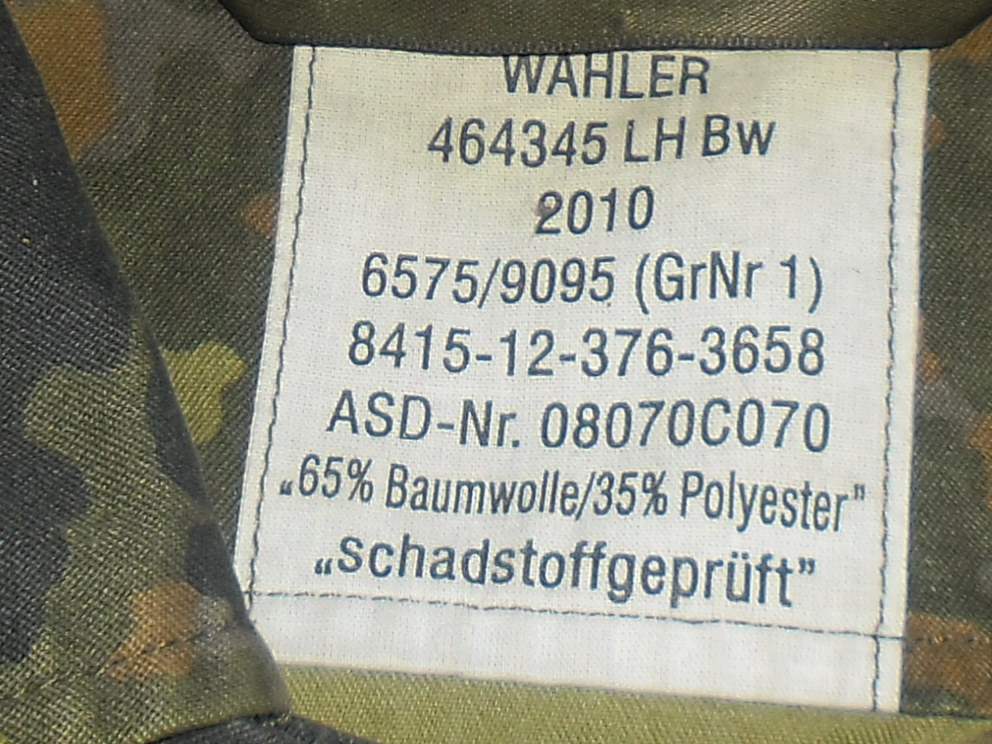 WAHLER
464345 LH Bw
2010
6575/9095 (GrNr 1)
8415-12-376-3658
ASD-Nr. 08070C070
„65% Baumwolle/35% Polyester”
„schadstoffgeprüft”